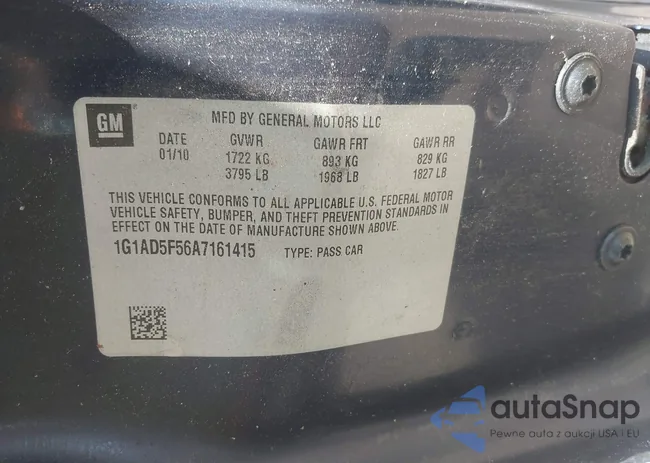 GM
MFD BY GENERAL MOTORS LLC
DATE GVWR GAWR FRT GAWR RR
01/10 1722 KG 893 KG 829 KG
3795 LB 1968 LB 1827 LB
THIS VEHICLE CONFORMS TO ALL APPLICABLE U.S. FEDERAL MOTOR
VEHICLE SAFETY, BUMPER, AND THEFT PREVENTION STANDARDS IN
EFFECT ON THE DATE OF MANUFACTURE SHOWN ABOVE.
1G1AD5F56A7161415 TYPE: PASS CAR
autoSnap
Pewne auta z aukcji USA i EU